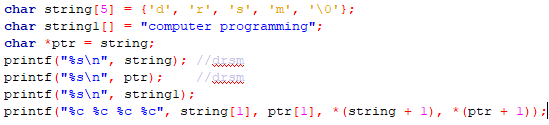 char string[5] = {'d', 'r', 's', 'm', '\0'};
char string1[] = "computer programming";
char *ptr = string;
printf("%s\n", string); //drsm
printf("%s\n", ptr);    //drsm
printf("%s\n", string1);
printf("%c %c %c %c", string[1], ptr[1], *(string + 1), *(ptr + 1));